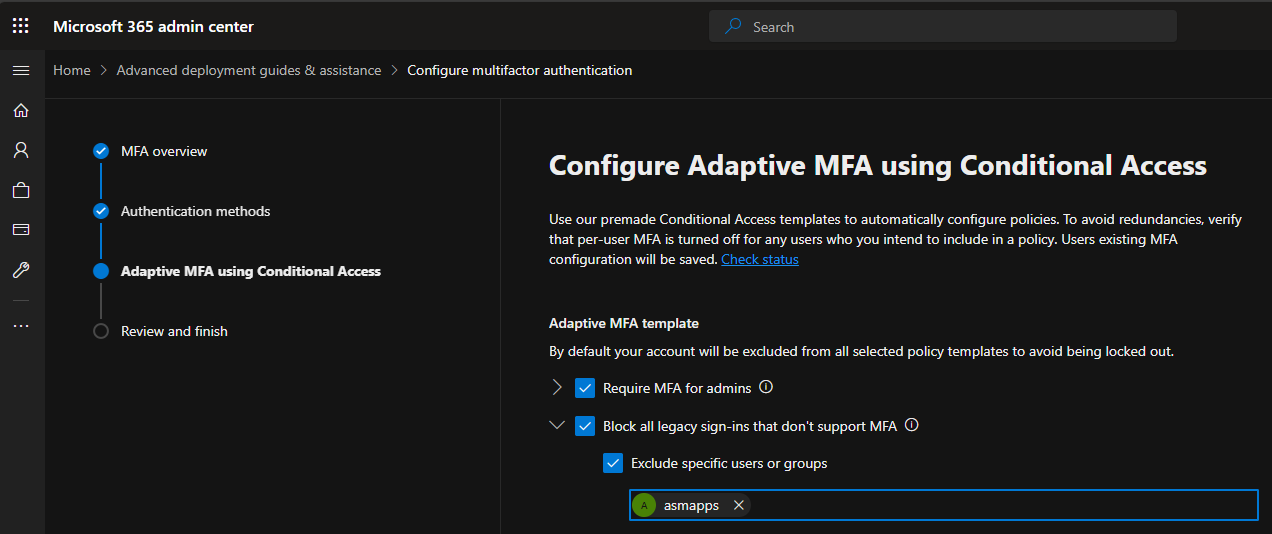 Microsoft 365 admin center
Search
Home > Advanced deployment guides & assistance > Configure multifactor authentication
MFA overview
Authentication methods
Adaptive MFA using Conditional Access
Review and finish
Configure Adaptive MFA using Conditional Access
Use our premade Conditional Access templates to automatically configure policies. To avoid redundancies, verify
that per-user MFA is turned off for any users who you intend to include in a policy. Users existing MFA
configuration will be saved. Check status
Adaptive MFA template
By default your account will be excluded from all selected policy templates to avoid being locked out.
Require MFA for admins
Block all legacy sign-ins that don't support MFA
Exclude specific users or groups
A asmapps